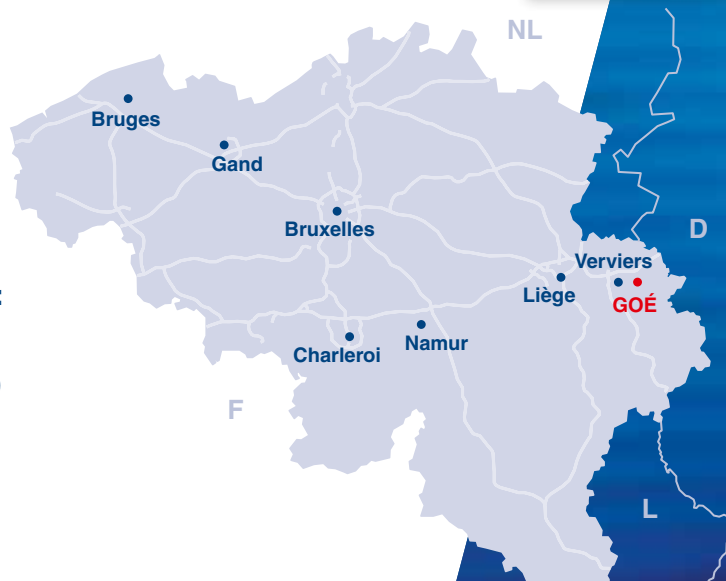 NL
Bruges
Gand
Bruxelles
D
Verviers
Liège
GOÉ
Charleroi
Namur
F
L